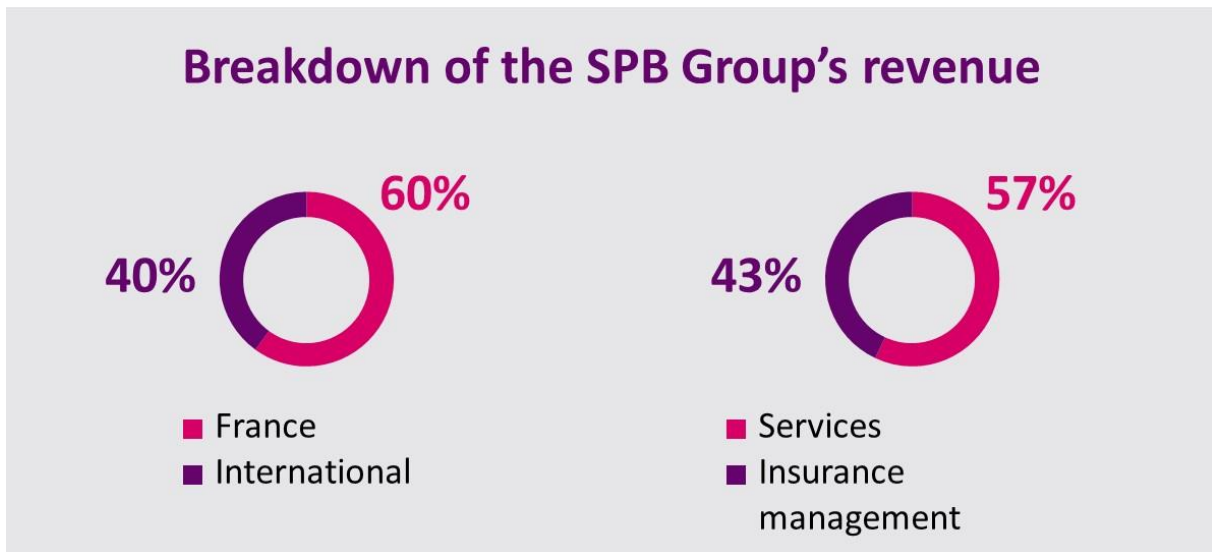 Breakdown of the SPB Group’s revenue
60%
40%
France
International
57%
43%
Services
Insurance
management